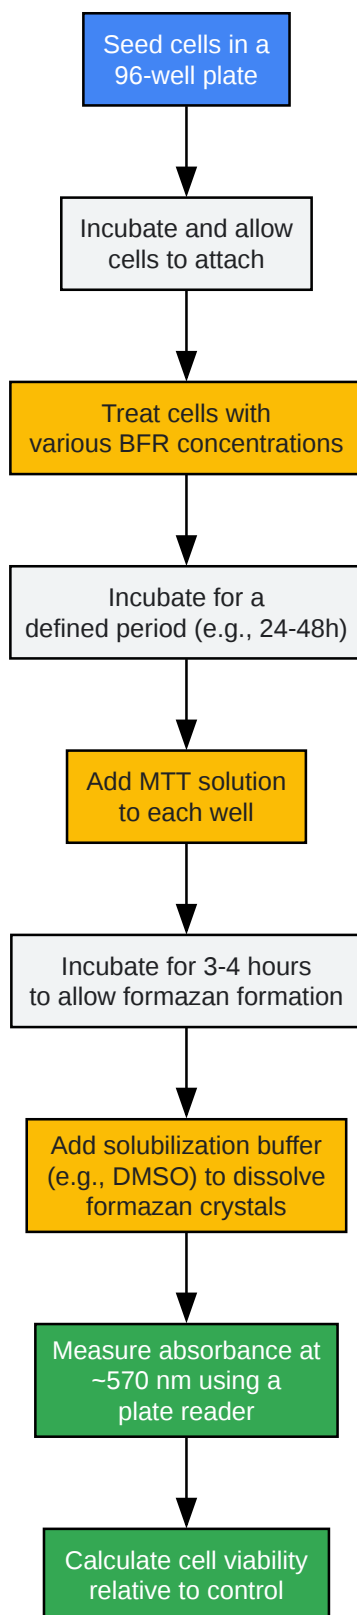 Seed cells in a
96-well plate
Incubate and allow
cells to attach
Treat cells with
various BFR concentrations
Incubate for a
defined period (e.g., 24-48h)
Add MTT solution
to each well
Incubate for 3-4 hours
to allow formazan formation
Add solubilization buffer
(e.g., DMSO) to dissolve
formazan crystals
Measure absorbance at
~570 nm using a
plate reader
Calculate cell viability
relative to control